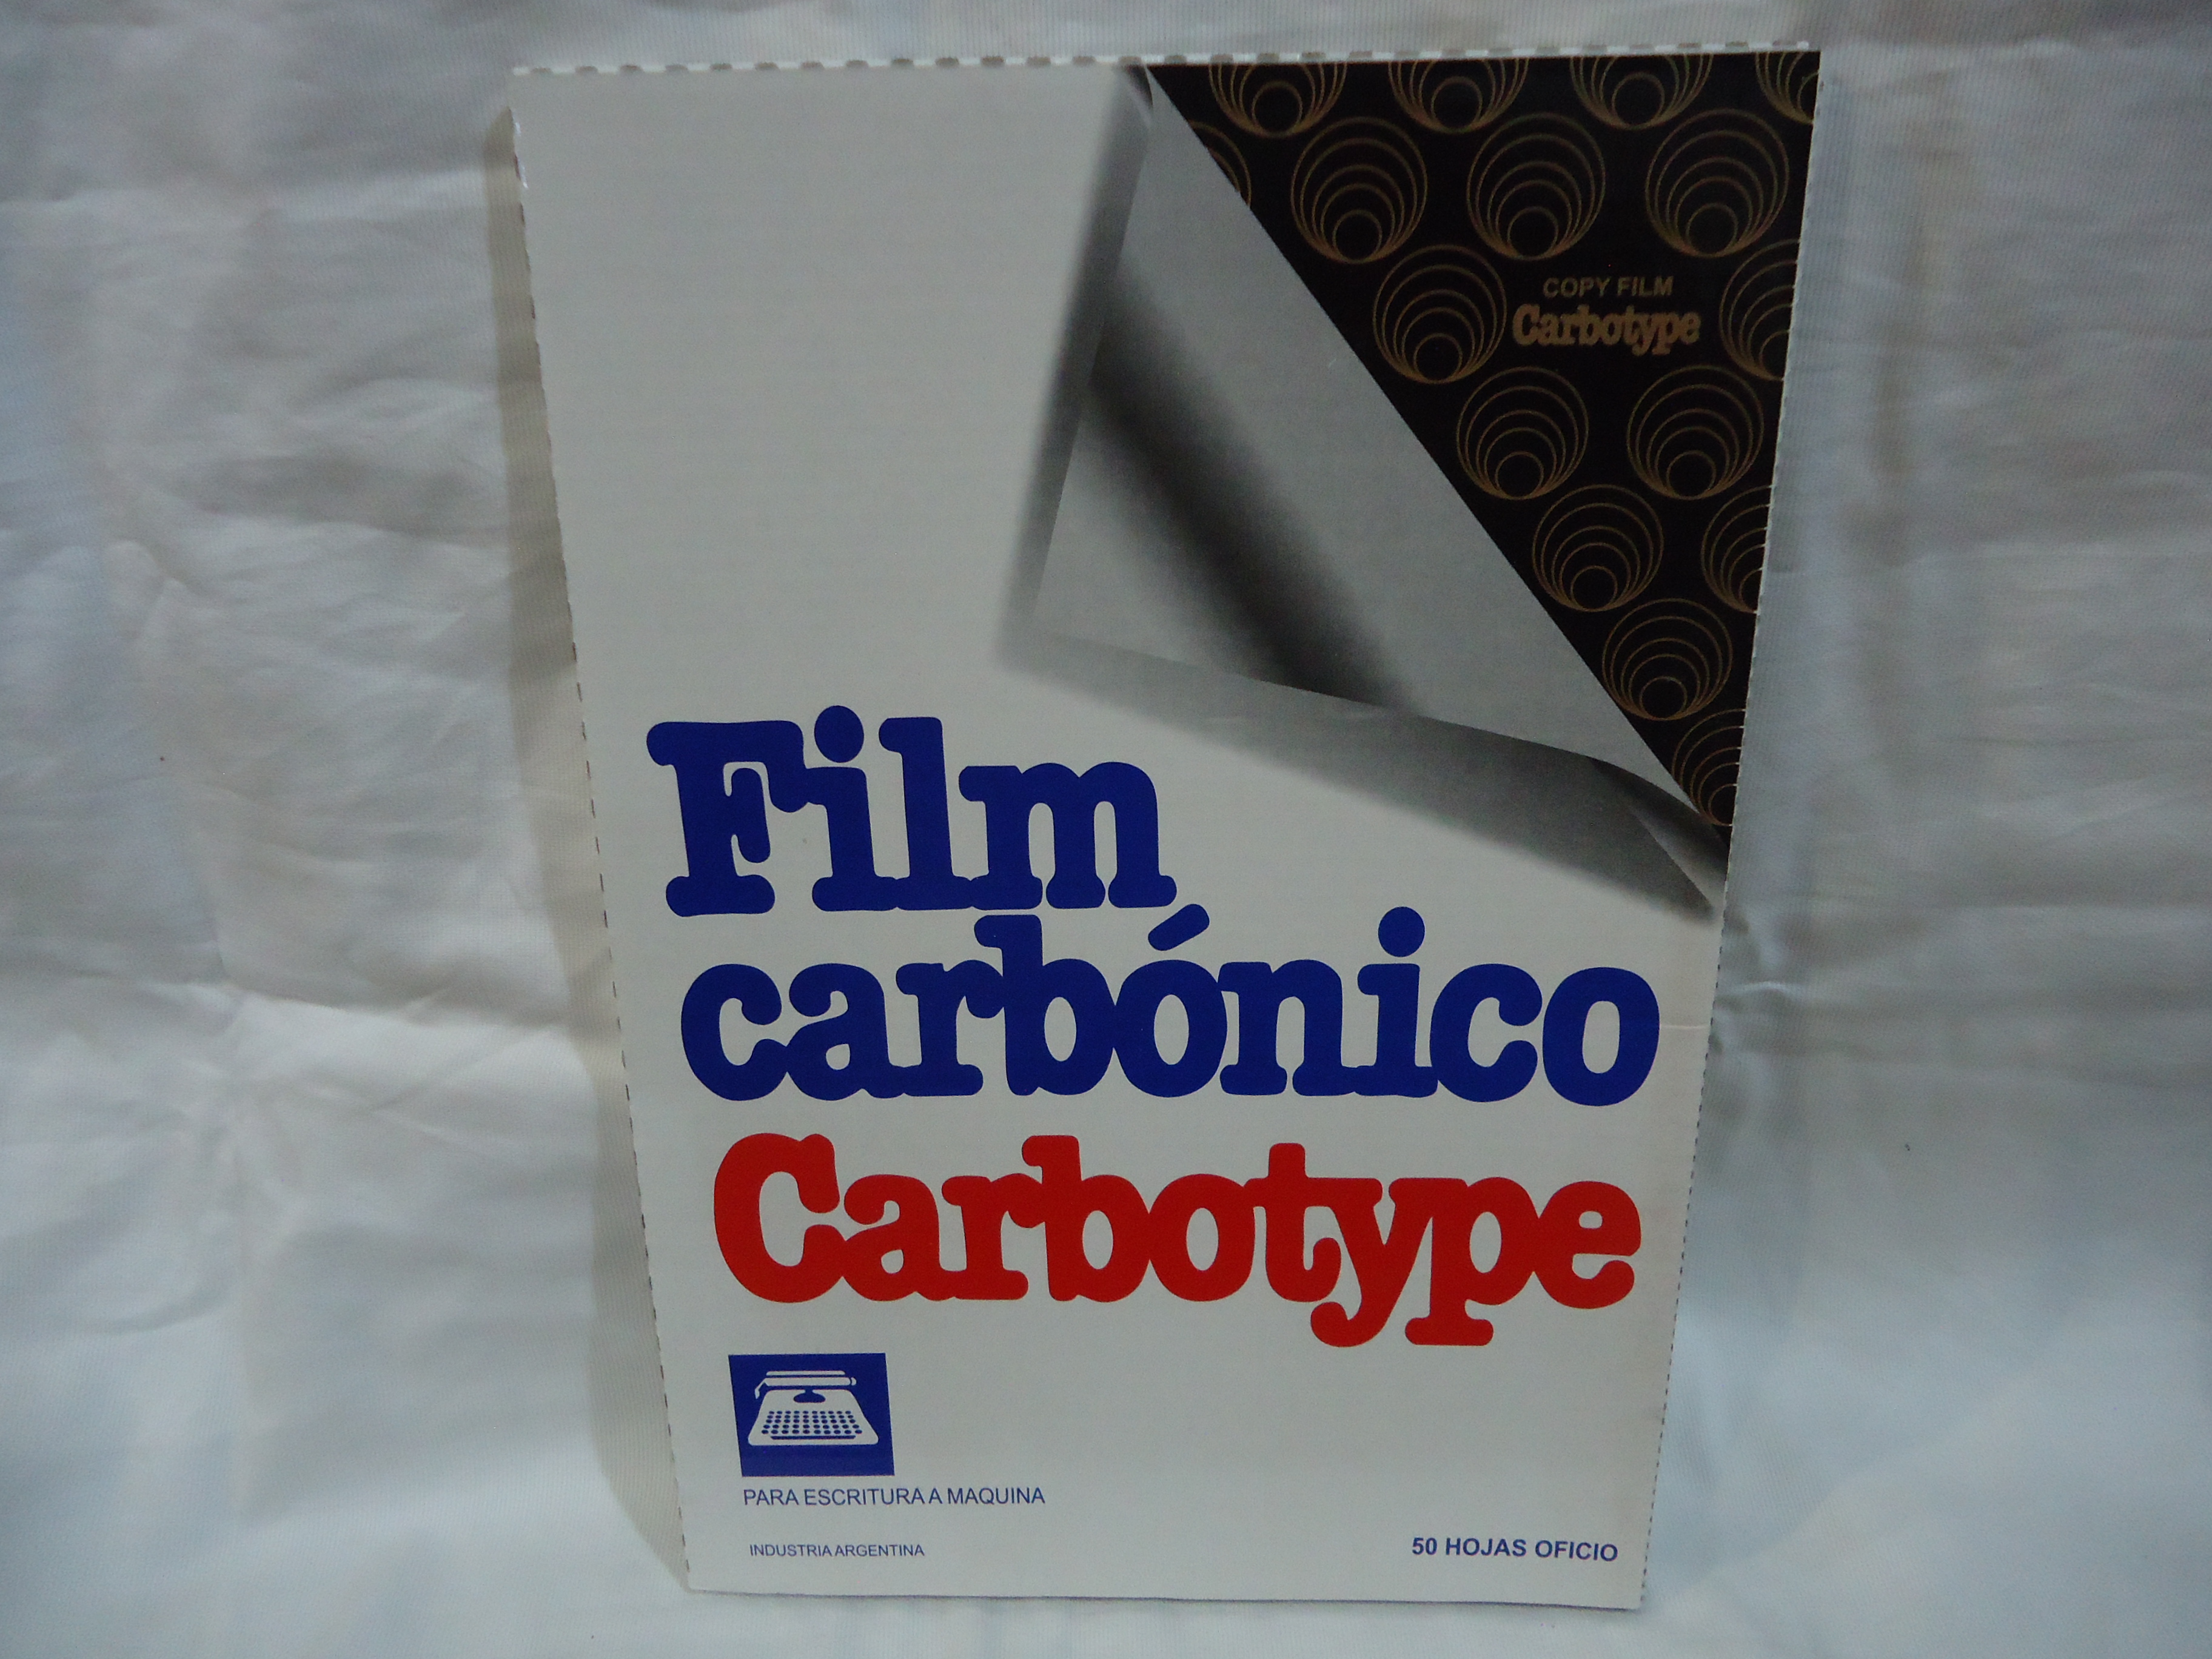 COPY FILM
Carbotype
Film
carbónico
Carbotype
PARA ESCRITURA A MAQUINA
INDUSTRIA ARGENTINA
50 HOJAS OFICIO